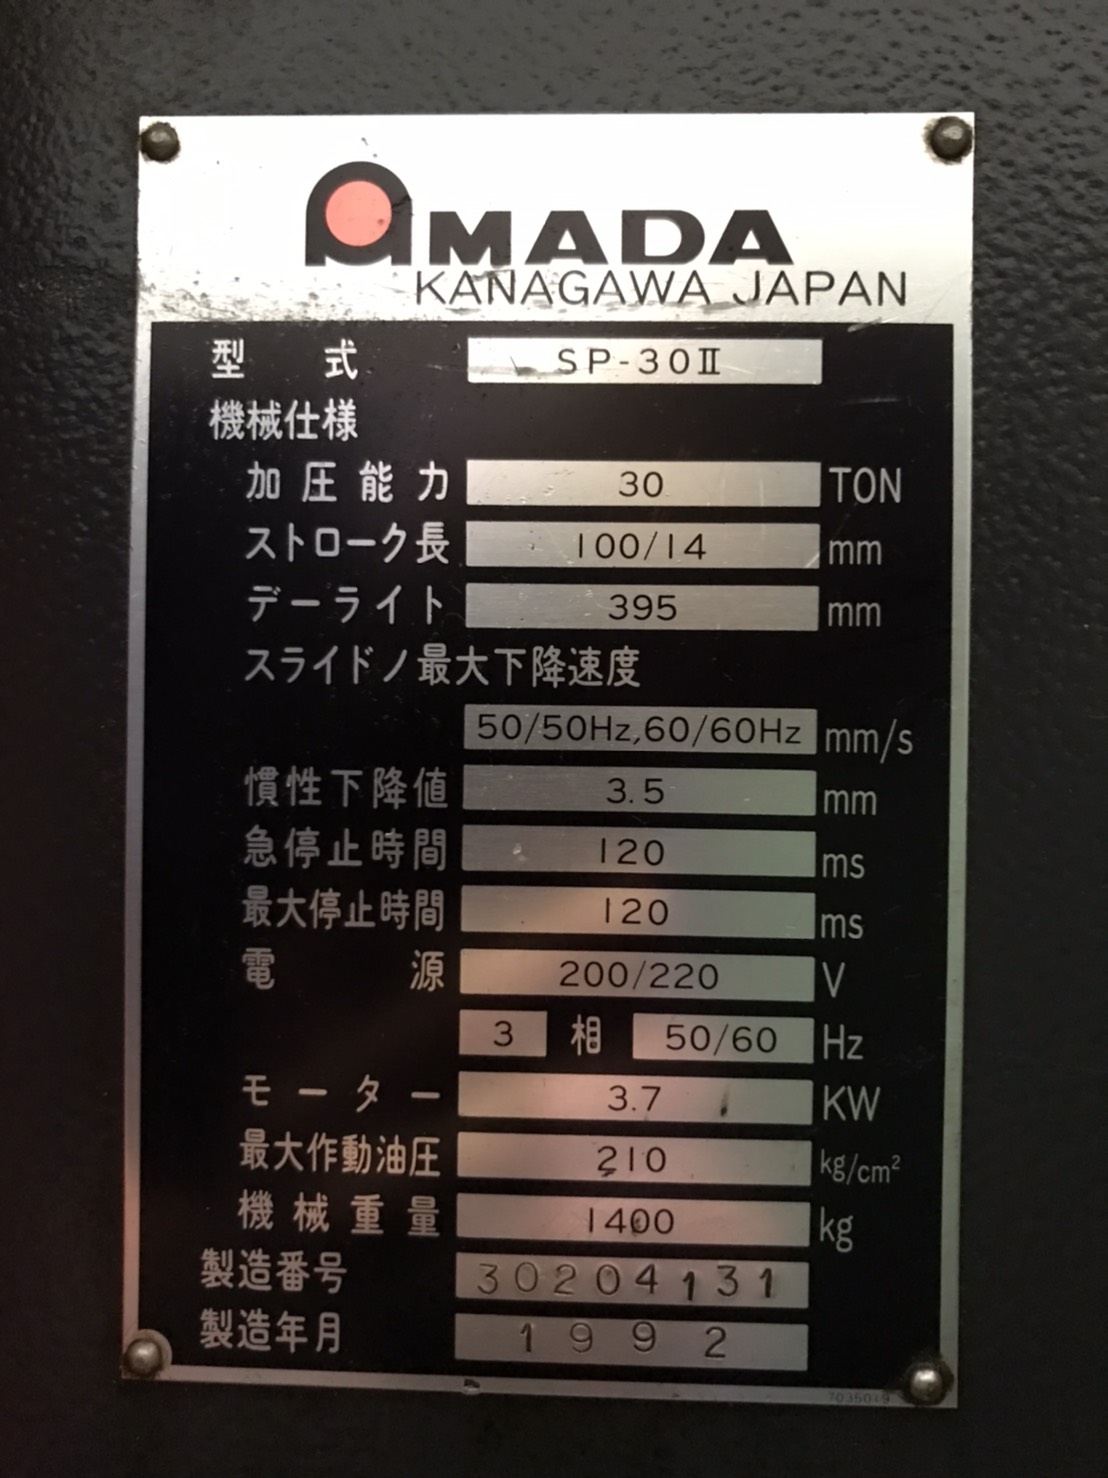 AMADA
KANAGAWA JAPAN
型式 SP-30Ⅱ
機械仕様
加圧能力 30 TON
ストローク長 100/14 mm
デーライト 395 mm
スライドノ最大下降速度
50/50Hz,60/60Hz mm/s
慣性下降値 3.5 mm
急停止時間 120 ms
最大停止時間 120 ms
電源 200/220 V
3 相 50/60 Hz
モーター 3.7 KW
最大作動油圧 210 kg/cm²
機械重量 1400 kg
製造番号 30204131
製造年月 1992
7035019